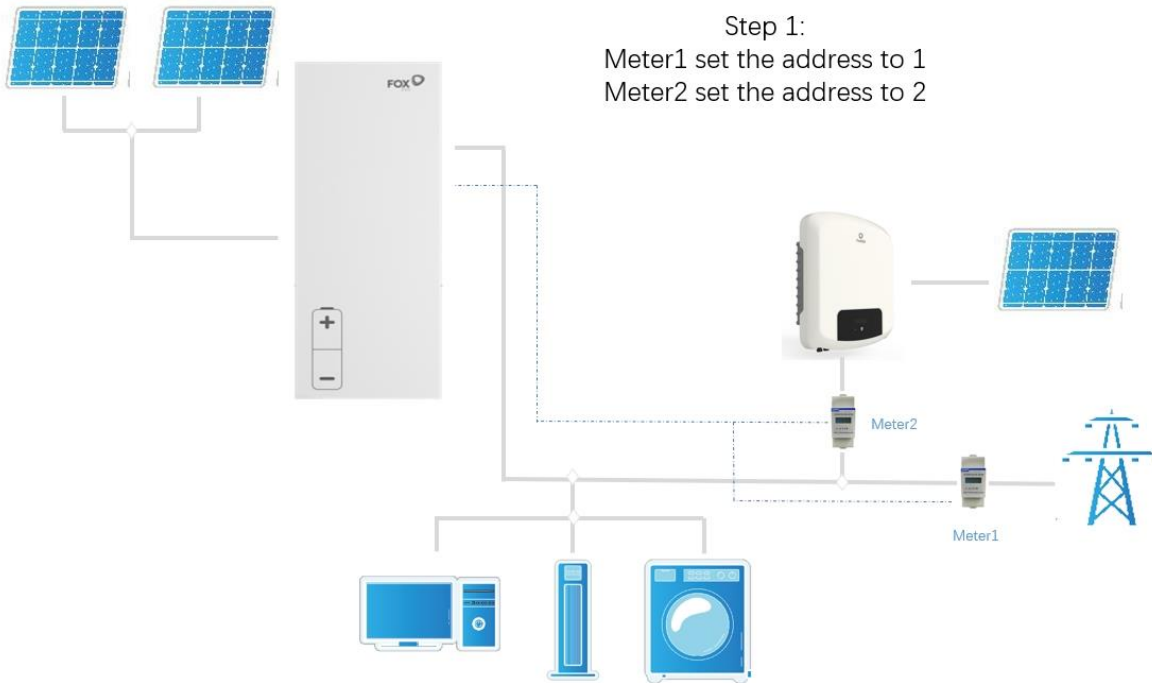 Step 1:
Meter1 set the address to 1
Meter2 set the address to 2
FOX
Meter2
Meter1